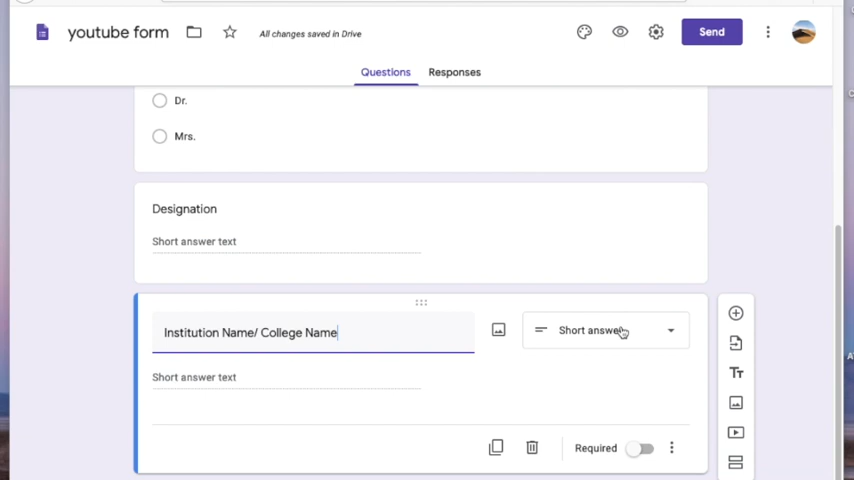 youtube form
All changes saved in Drive
Send
Questions
Responses
Dr.
Mrs.
Designation
Short answer text
Institution Name/ College Name
Short answer
Short answer text
Required